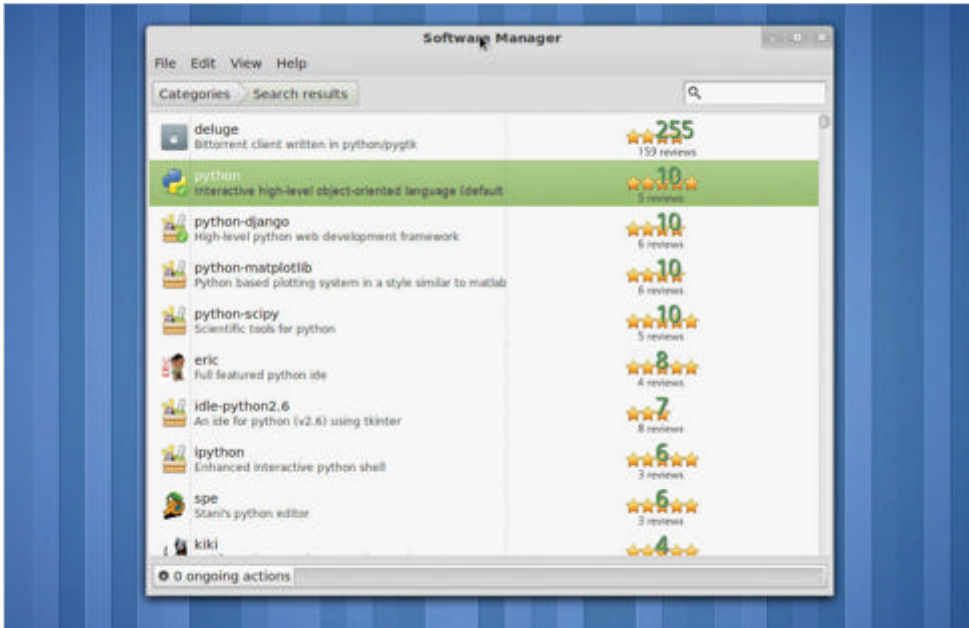 Software Manager
File Edit View Help
Categories Search results
deluge
Bittorrent client written in python/pygtk
255
159 reviews
python
Interactive high-level object-oriented language (default
10
5 reviews
python-django
High-level python web development framework
10
6 reviews
python-matplotlib
Python based plotting system in a style similar to matlab
10
6 reviews
python-scipy
Scientific tools for python
10
5 reviews
eric
Full featured python ide
8
4 reviews
idle-python2.6
An ide for python (v2.6) using tkinter
7
8 reviews
ipython
Enhanced interactive python shell
6
3 reviews
spe
Stani's python editor
6
3 reviews
kiki
4
0 ongoing actions